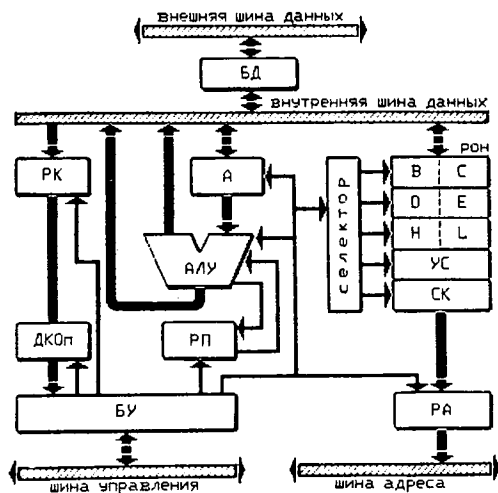 внешняя шина данных
БД
внутренняя шина данных
РОН
РК
А
селектор
B C
D E
H L
УС
СК
АЛУ
ДКОп
РП
БУ
РА
шина управления
шина адреса